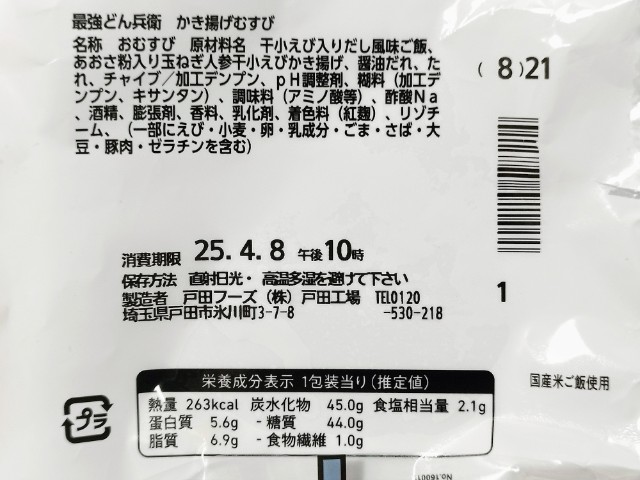 最強どん兵衛　かき揚げむすび
名称　おむすび　原材料名　干小えび入りだし風味ご飯、
あおさ粉入り玉ねぎ人参干小えびかき揚げ、醤油だれ、た
れ、チャイブ／加工デンプン、ｐＨ調整剤、糊料（加工デ
ンプン、キサンタン）、調味料（アミノ酸等）、酢酸Ｎａ
、酒精、膨張剤、香料、乳化剤、着色料（紅麹）、リゾチ
ーム、（一部にえび・小麦・卵・乳成分・ごま・さば・大
豆・豚肉・ゼラチンを含む）
（8）21
消費期限 25.4.8 午後10時
保存方法　直射日光・高温多湿を避けて下さい
製造者　戸田フーズ（株）戸田工場　TEL0120
埼玉県戸田市氷川町3-7-8　-530-218
1
栄養成分表示 1包装当り（推定値）
熱量 263kcal 炭水化物 45.0g 食塩相当量 2.1g
蛋白質 5.6g - 糖質 44.0g
脂質 6.9g - 食物繊維 1.0g
国産米ご飯使用
プラ